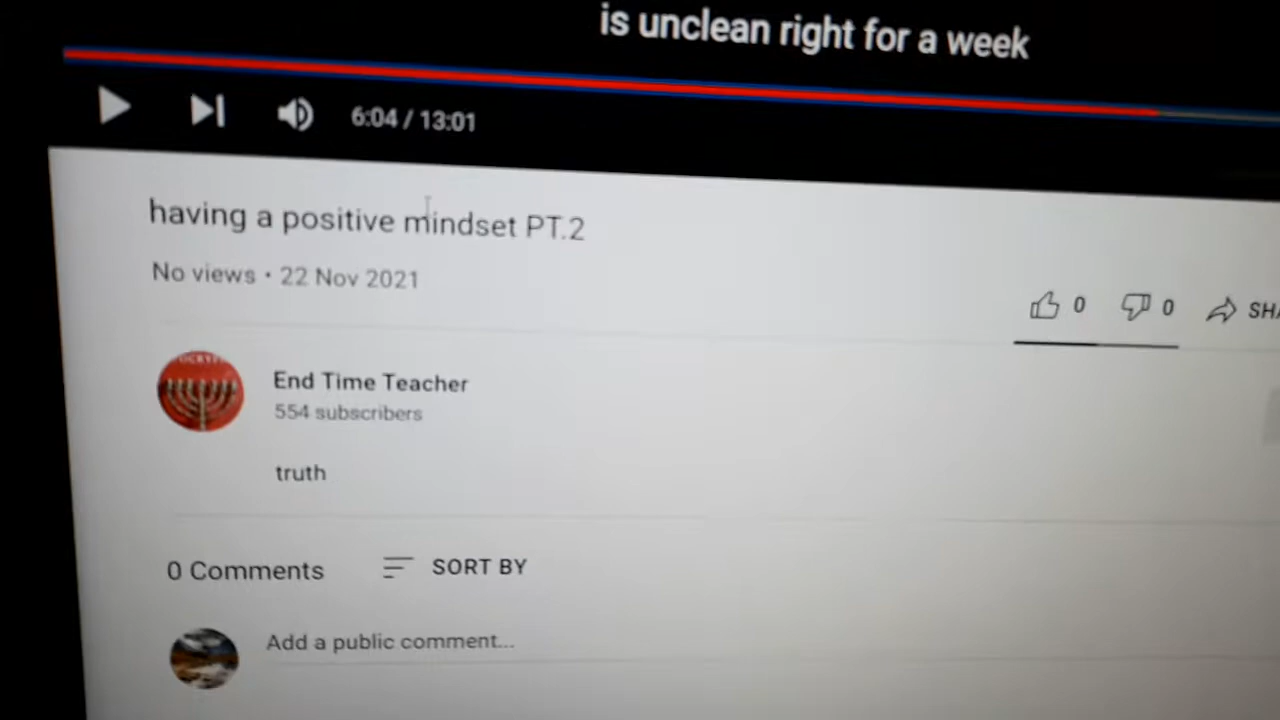 is unclean right for a week
6:04 / 13:01
having a positive mindset PT.2
No views • 22 Nov 2021
0 0 SHA
End Time Teacher
554 subscribers
truth
0 Comments SORT BY
Add a public comment...